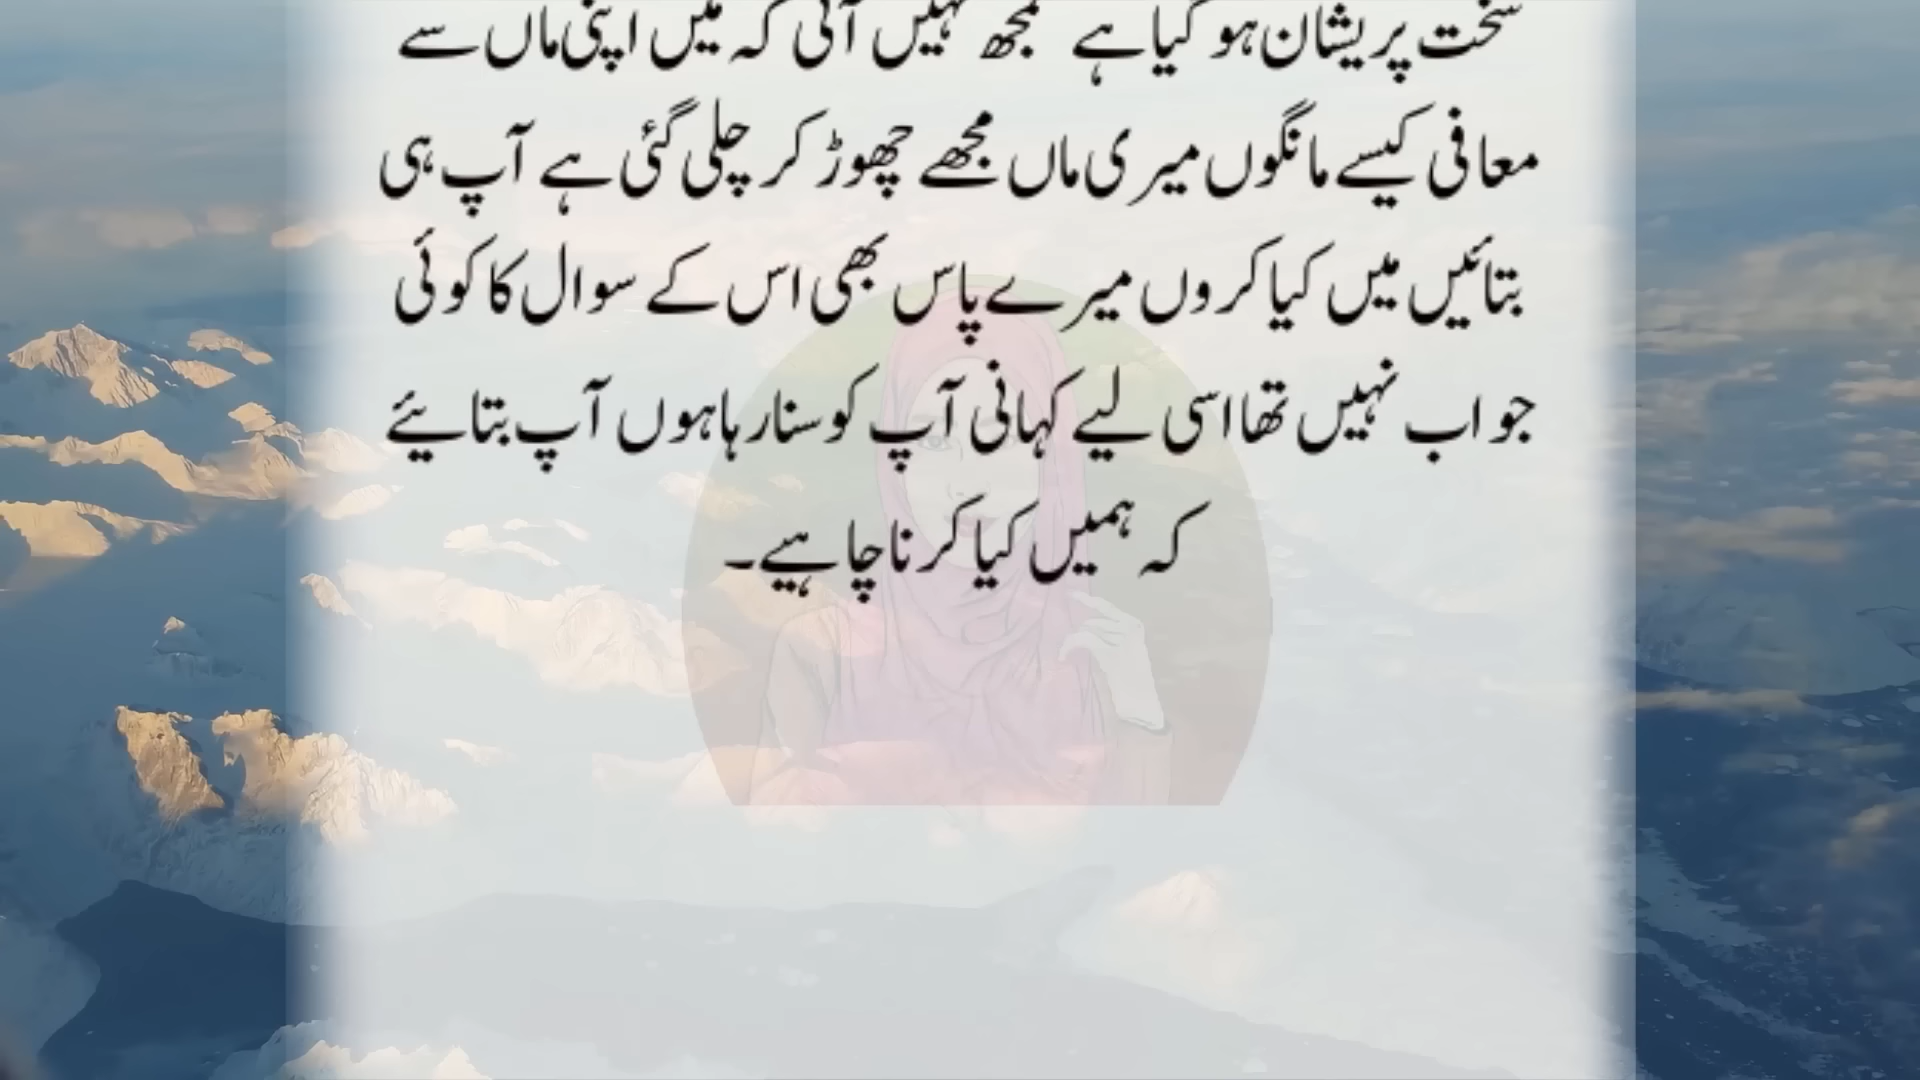 سخت پریشان ہو گیا ہے مجھ نہیں آئی کہ میں اپنی ماں سے
معافی کیسے مانگوں میری ماں مجھے چھوڑ کر چلی گئی ہے آپ ہی
بتائیں میں کیا کروں میرے پاس بھی اس کے سوال کا کوئی
جواب نہیں تھا اسی لیے کہانی آپ کو سنا رہا ہوں آپ بتایئے
کہ ہمیں کیا کرنا چاہیے۔